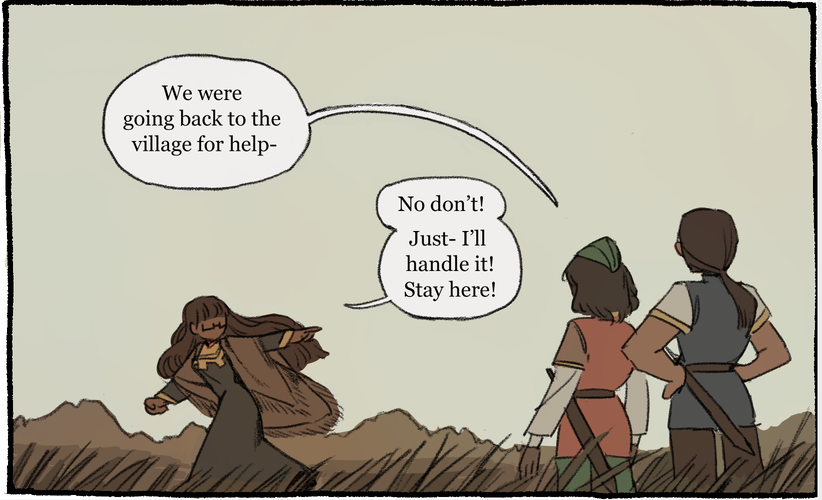 We were
going back to the
village for help-
No don't!
Just- I'll
handle it!
Stay here!